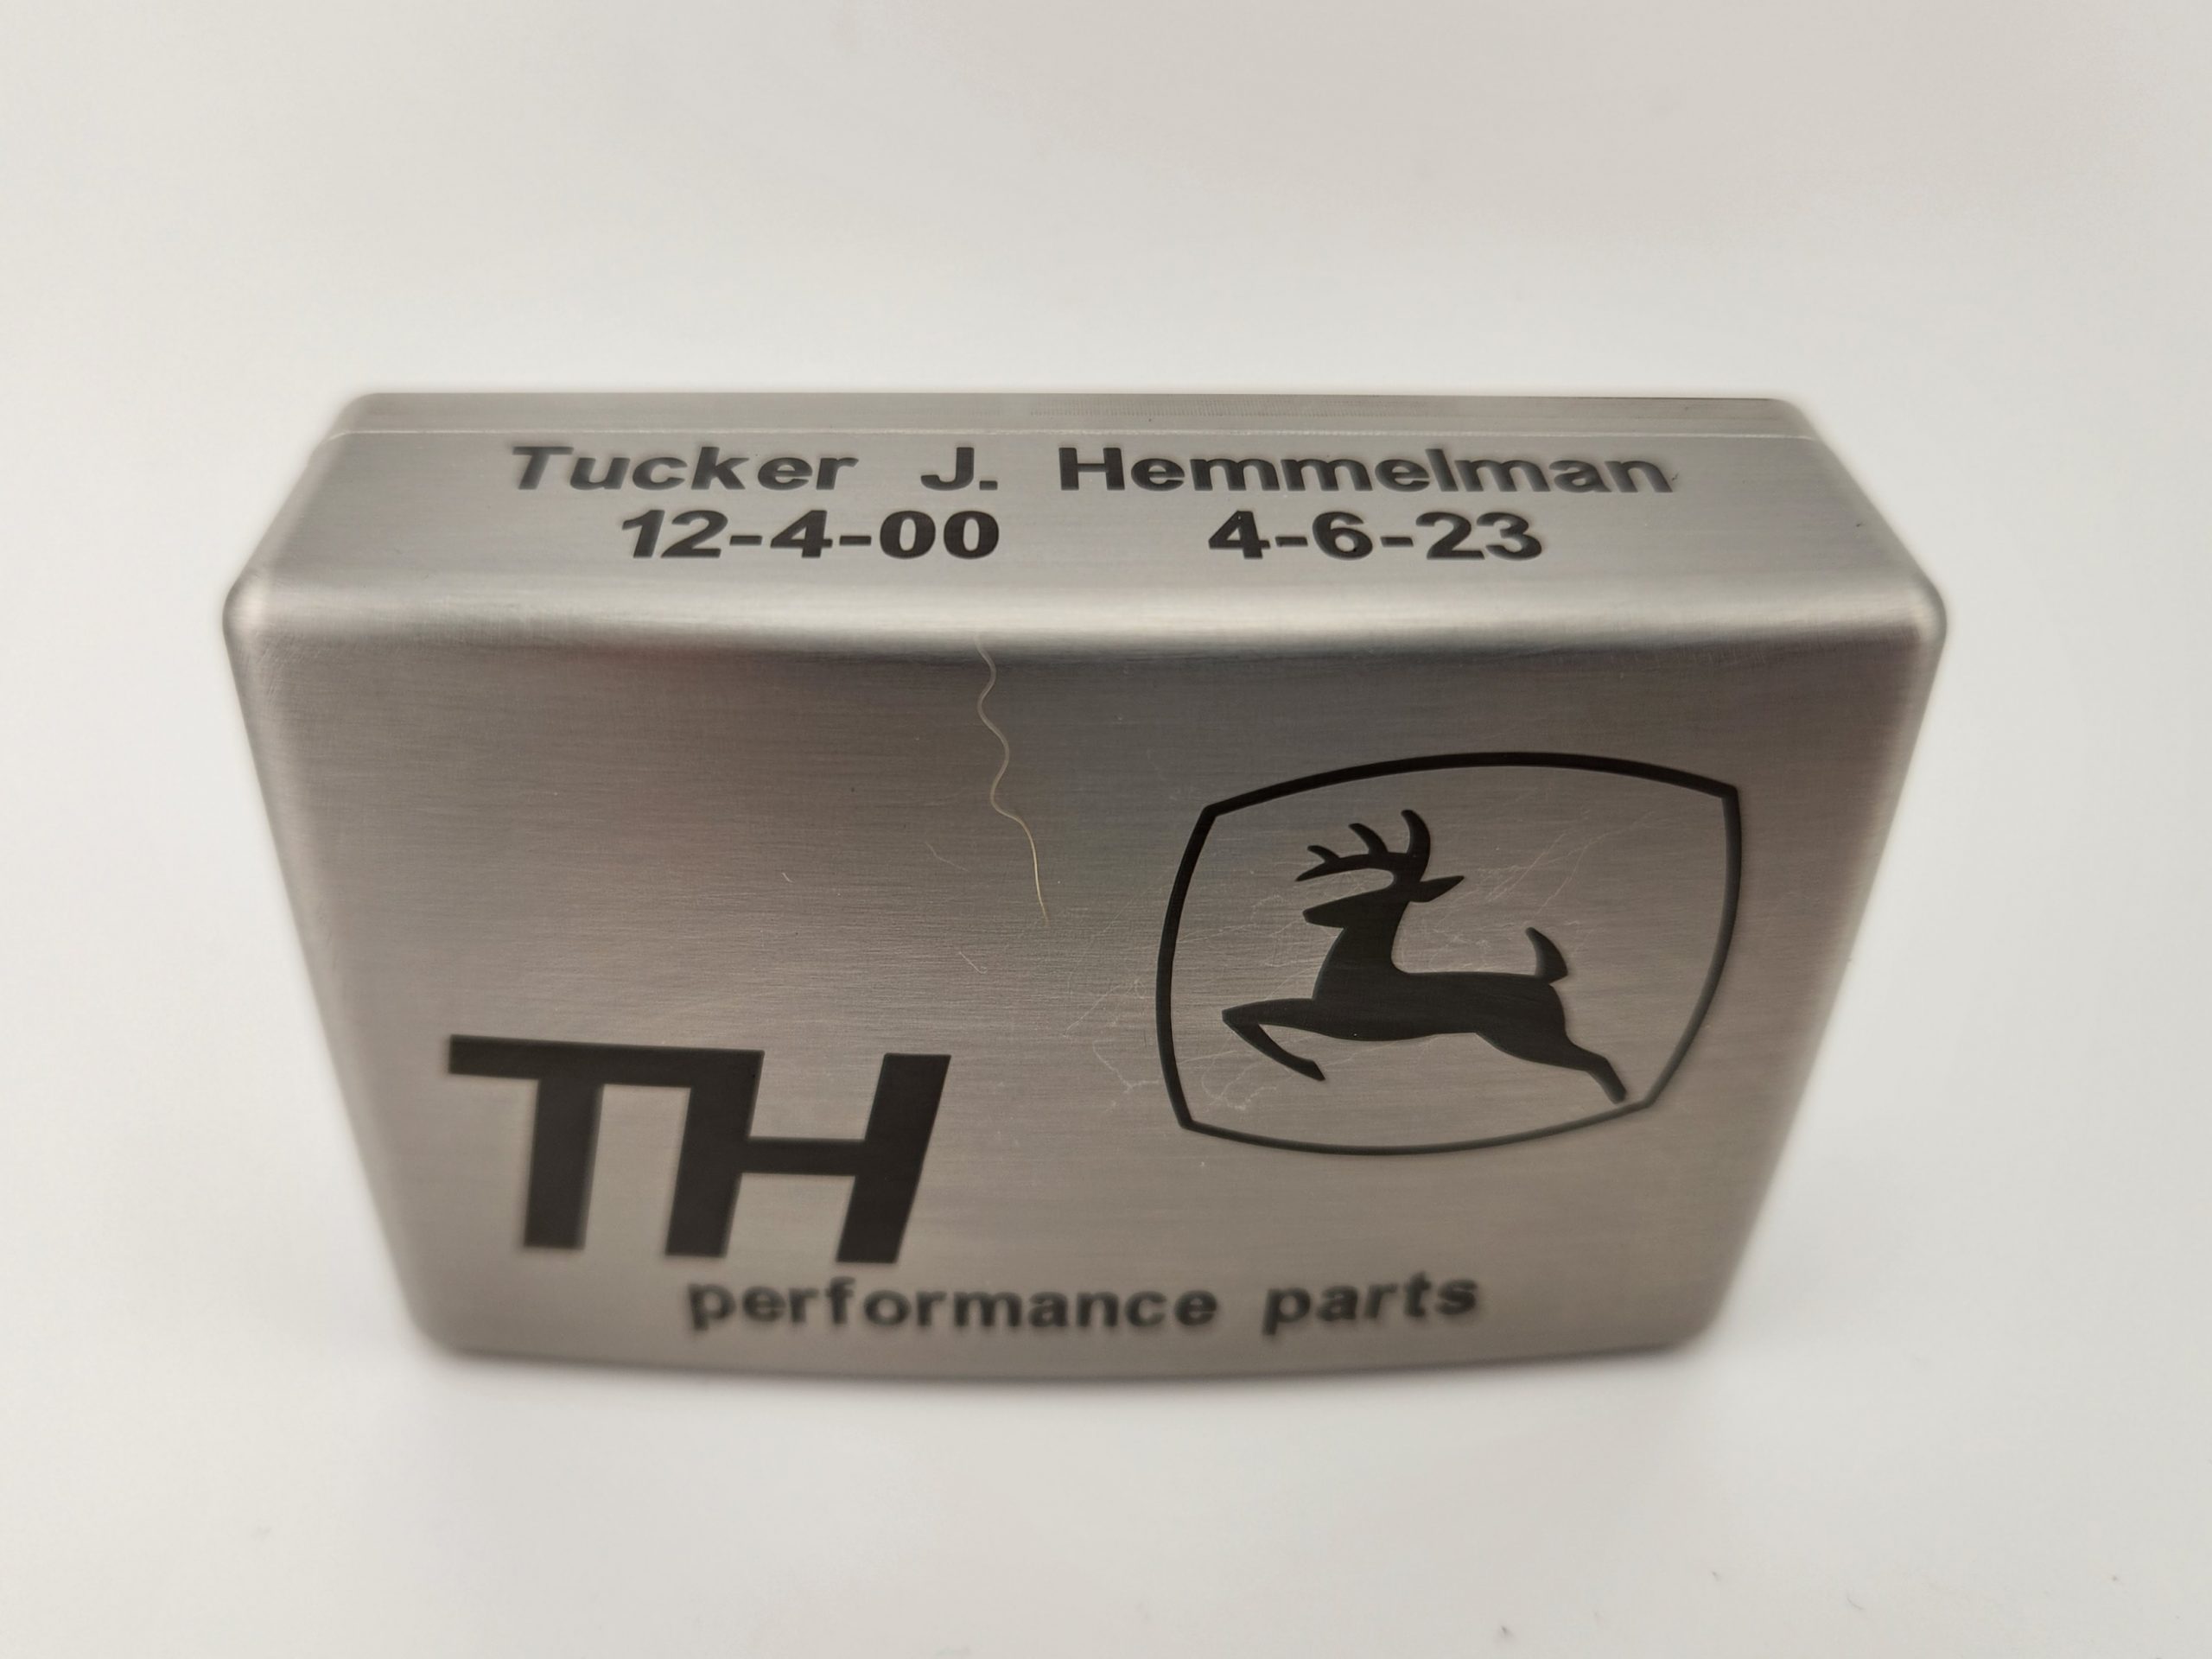 Tucker J. Hemmelman
12-4-00 4-6-23
TH
performance parts